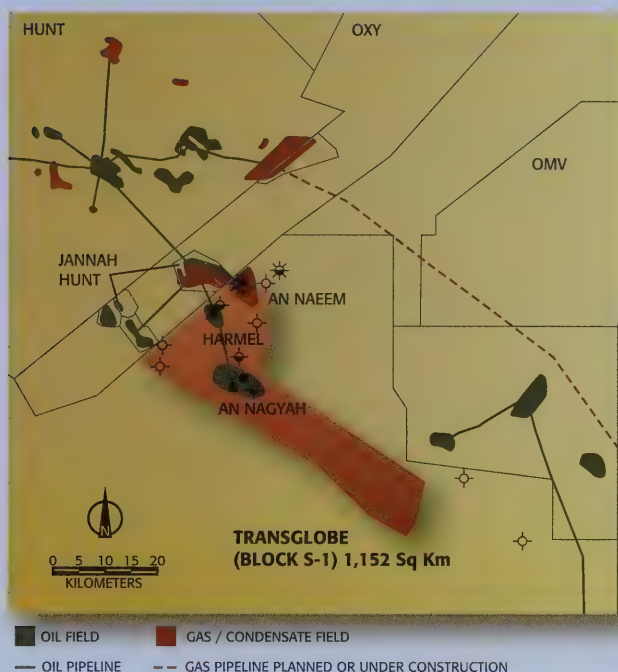 HUNT
OXY
OMV
JANNAH
HUNT
AN NAEEM
HARMEL
AN NAGYAH
N
TRANSGLOBE
(BLOCK S-1) 1,152 Sq Km
0 5 10 15 20
KILOMETERS
OIL FIELD
GAS / CONDENSATE FIELD
OIL PIPELINE
GAS PIPELINE PLANNED OR UNDER CONSTRUCTION